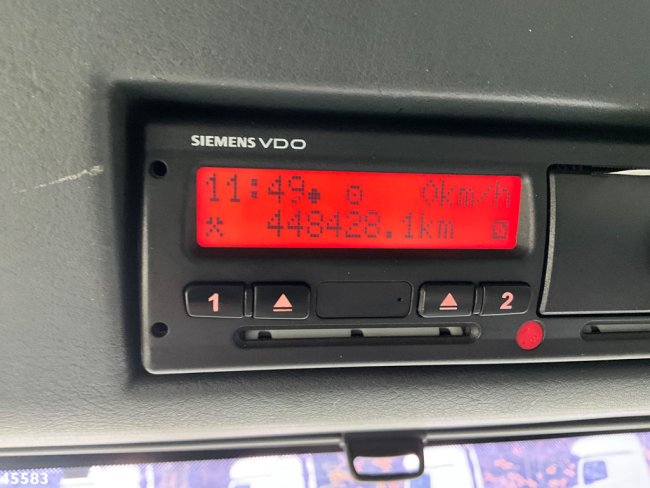 SIEMENS VDO
11:49 0km/h
448428.1km
1 2
45583